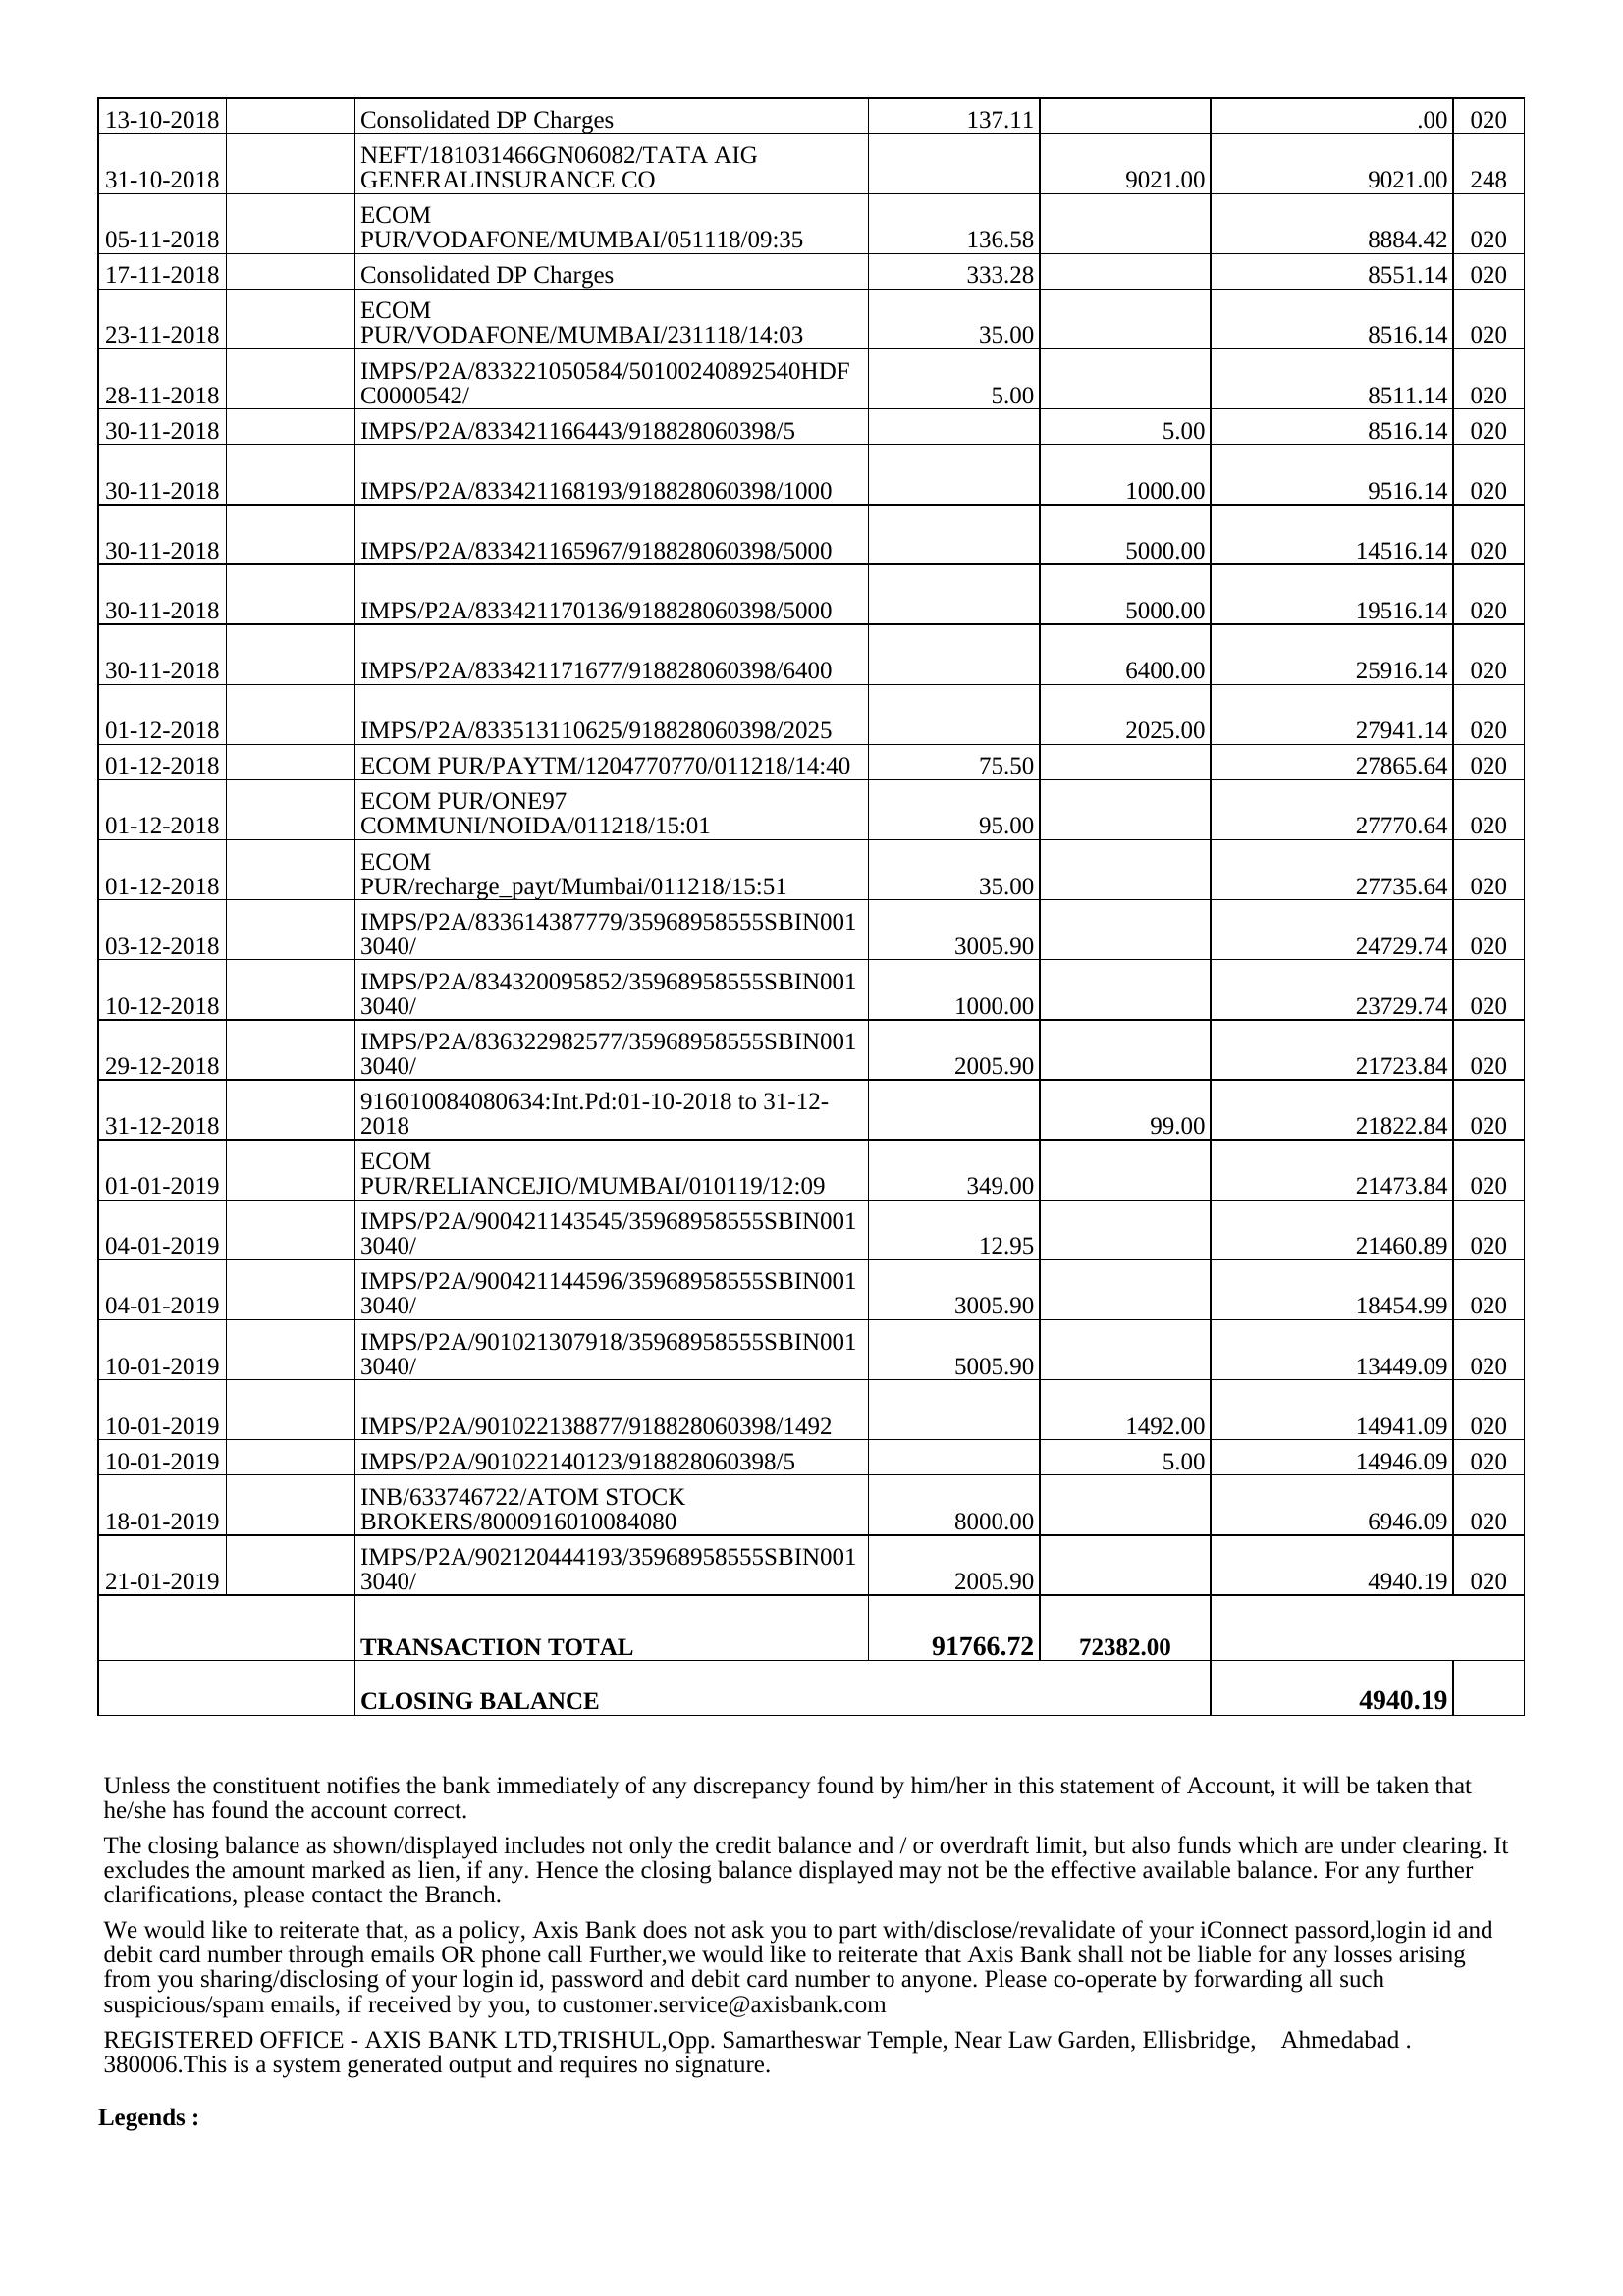 13-10-2018 Consolidated DP Charges 137.11 .00 020
NEFT/181031466GN06082/TATA AIG
31-10-2018 GENERALINSURANCE CO 9021.00 9021.00 248
ECOM
05-11-2018 PUR/VODAFONE/MUMBAI/051118/09:35 136.58 8884.42 020
17-11-2018 Consolidated DP Charges 333.28 8551.14 020
ECOM
23-11-2018 PUR/VODAFONE/MUMBAI/231118/14:03 35.00 8516.14 020
IMPS/P2A/833221050584/50100240892540HDF
28-11-2018 C0000542/ 5.00 8511.14 020
30-11-2018 IMPS/P2A/833421166443/918828060398/5 5.00 8516.14 020
30-11-2018 IMPS/P2A/833421168193/918828060398/1000 1000.00 9516.14 020
30-11-2018 IMPS/P2A/833421165967/918828060398/5000 5000.00 14516.14 020
30-11-2018 IMPS/P2A/833421170136/918828060398/5000 5000.00 19516.14 020
30-11-2018 IMPS/P2A/833421171677/918828060398/6400 6400.00 25916.14 020
01-12-2018 IMPS/P2A/833513110625/918828060398/2025 2025.00 27941.14 020
01-12-2018 ECOM PUR/PAYTM/1204770770/011218/14:40 75.50 27865.64 020
ECOM PUR/ONE97
01-12-2018 COMMUNI/NOIDA/011218/15:01 95.00 27770.64 020
ECOM
01-12-2018 PUR/recharge_payt/Mumbai/011218/15:51 35.00 27735.64 020
IMPS/P2A/833614387779/35968958555SBIN001
03-12-2018 3040/ 3005.90 24729.74 020
IMPS/P2A/834320095852/35968958555SBIN001
10-12-2018 3040/ 1000.00 23729.74 020
IMPS/P2A/836322982577/35968958555SBIN001
29-12-2018 3040/ 2005.90 21723.84 020
916010084080634:Int.Pd:01-10-2018 to 31-12-
31-12-2018 2018 99.00 21822.84 020
ECOM
01-01-2019 PUR/RELIANCEJIO/MUMBAI/010119/12:09 349.00 21473.84 020
IMPS/P2A/900421143545/35968958555SBIN001
04-01-2019 3040/ 12.95 21460.89 020
IMPS/P2A/900421144596/35968958555SBIN001
04-01-2019 3040/ 3005.90 18454.99 020
IMPS/P2A/901021307918/35968958555SBIN001
10-01-2019 3040/ 5005.90 13449.09 020
10-01-2019 IMPS/P2A/901022138877/918828060398/1492 1492.00 14941.09 020
10-01-2019 IMPS/P2A/901022140123/918828060398/5 5.00 14946.09 020
INB/633746722/ATOM STOCK
18-01-2019 BROKERS/8000916010084080 8000.00 6946.09 020
IMPS/P2A/902120444193/35968958555SBIN001
21-01-2019 3040/ 2005.90 4940.19 020
TRANSACTION TOTAL 91766.72 72382.00
CLOSING BALANCE 4940.19
Unless the constituent notifies the bank immediately of any discrepancy found by him/her in this statement of Account, it will be taken that
he/she has found the account correct.
The closing balance as shown/displayed includes not only the credit balance and / or overdraft limit, but also funds which are under clearing. It
excludes the amount marked as lien, if any. Hence the closing balance displayed may not be the effective available balance. For any further
clarifications, please contact the Branch.
We would like to reiterate that, as a policy, Axis Bank does not ask you to part with/disclose/revalidate of your iConnect passord,login id and
debit card number through emails OR phone call Further,we would like to reiterate that Axis Bank shall not be liable for any losses arising
from you sharing/disclosing of your login id, password and debit card number to anyone. Please co-operate by forwarding all such
suspicious/spam emails, if received by you, to customer.service@axisbank.com
REGISTERED OFFICE - AXIS BANK LTD,TRISHUL,Opp. Samartheswar Temple, Near Law Garden, Ellisbridge, Ahmedabad .
380006.This is a system generated output and requires no signature.
Legends :